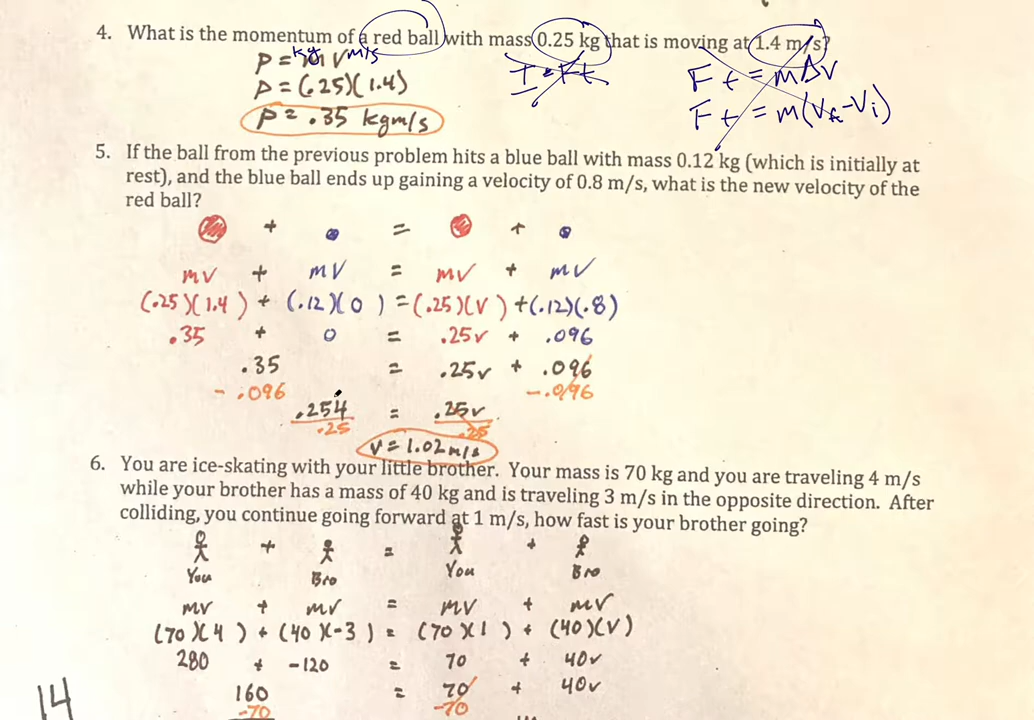 4. What is the momentum of a red ball with mass 0.25 kg that is moving at 1.4 m/s?
kg m/s
P = m V
I = Ft
F t = mΔv
P = (.25)(1.4)
F t = m(Vf-Vi)
P = .35 kgm/s
5. If the ball from the previous problem hits a blue ball with mass 0.12 kg (which is initially at
rest), and the blue ball ends up gaining a velocity of 0.8 m/s, what is the new velocity of the
red ball?
+ = +
mv + mv = mv + mv
(.25)(1.4) + (.12)(0) = (.25)(v) + (.12)(.8)
.35 + 0 = .25v + .096
.35 = .25v + .096
- .096 -.096
.254 = .25v
.25 .25
v = 1.02 m/s
6. You are ice-skating with your little brother. Your mass is 70 kg and you are traveling 4 m/s
while your brother has a mass of 40 kg and is traveling 3 m/s in the opposite direction. After
colliding, you continue going forward at 1 m/s, how fast is your brother going?
+ = +
You Bro You Bro
mv + mv = mv + mv
(70)(4) + (40)(-3) = (70)(1) + (40)(v)
280 + -120 = 70 + 40v
160 = 70 + 40v
-70 -70
14